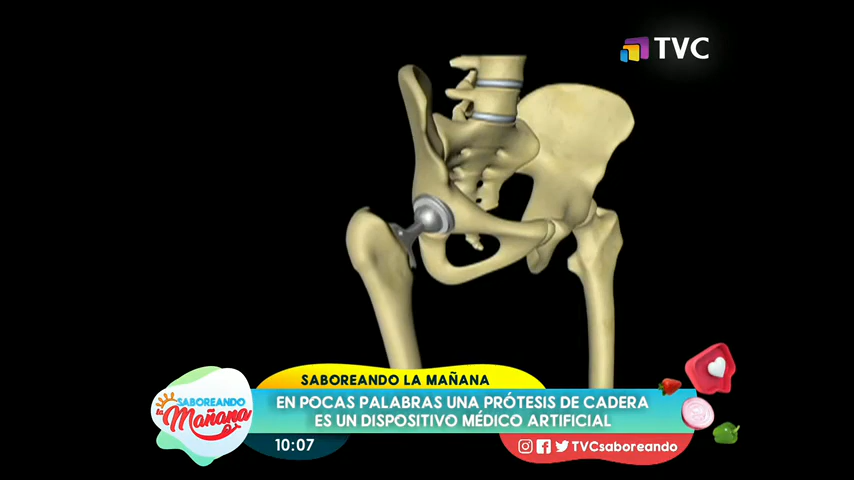 TVC
SABOREANDO LA MAÑANA
SABOREANDO
la Mañana
EN POCAS PALABRAS UNA PRÓTESIS DE CADERA
ES UN DISPOSITIVO MÉDICO ARTIFICIAL
10:07
TVCsaboreando